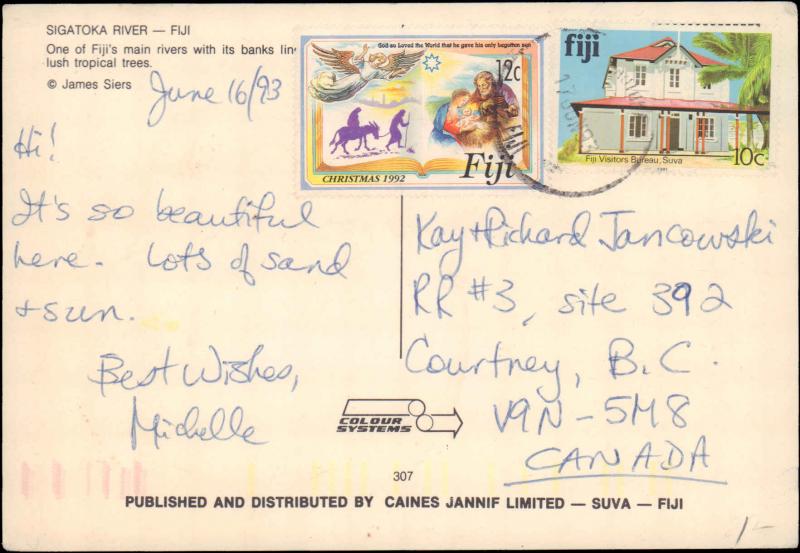 SIGATOKA RIVER — FIJI
One of Fiji's main rivers with its banks
lush tropical trees.
© James Siers
June 16/93
God so Loved the World that he gave his only begotten son
12c
CHRISTMAS 1992
Fiji
fiji
Fiji Visitors Bureau, Suva
10c
1991
Hi!
It's so beautiful
here. Lots of sand
+ sun.
Best Wishes,
Michelle
Kay + Richard Jancowski
RR #3, site 392
Courtney, B.C.
V9N-5M8
CANADA
COLOUR
SYSTEMS
307
PUBLISHED AND DISTRIBUTED BY CAINES JANNIF LIMITED — SUVA — FIJI
1/-